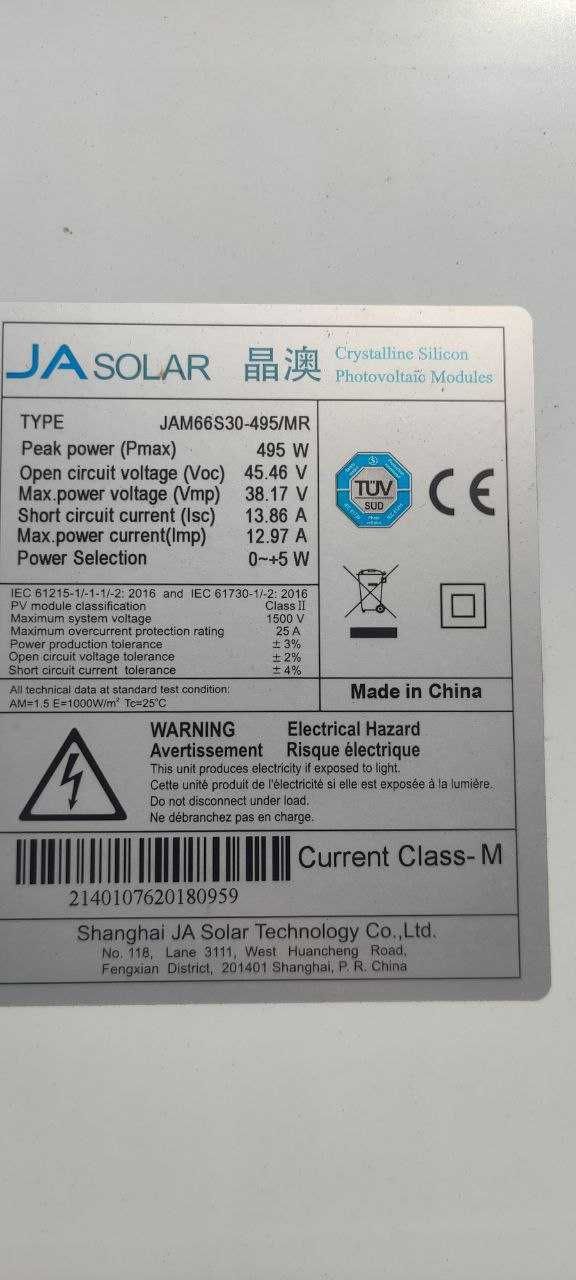 JA SOLAR 晶澳 Crystalline Silicon
Photovoltaic Modules
TYPE JAM66S30-495/MR
Peak power (Pmax) 495 W
Open circuit voltage (Voc) 45.46 V
Max.power voltage (Vmp) 38.17 V
Short circuit current (Isc) 13.86 A
Max.power current(Imp) 12.97 A
Power Selection 0~+5 W
TÜV
SUD
CE
IEC 61215-1/-1-1/-2: 2016 and IEC 61730-1/-2: 2016
PV module classification Class II
Maximum system voltage 1500 V
Maximum overcurrent protection rating 25 A
Power production tolerance ± 3%
Open circuit voltage tolerance ± 2%
Short circuit current tolerance ± 4%
All technical data at standard test condition:
AM=1.5 E=1000W/m² Tc=25°C
Made in China
WARNING Electrical Hazard
Avertissement Risque électrique
This unit produces electricity if exposed to light.
Cette unité produit de l'électricité si elle est exposée à la lumière.
Do not disconnect under load.
Ne débranchez pas en charge.
Current Class- M
2140107620180959
Shanghai JA Solar Technology Co.,Ltd.
No. 118, Lane 3111, West Huancheng Road,
Fengxian District, 201401 Shanghai, P. R. China